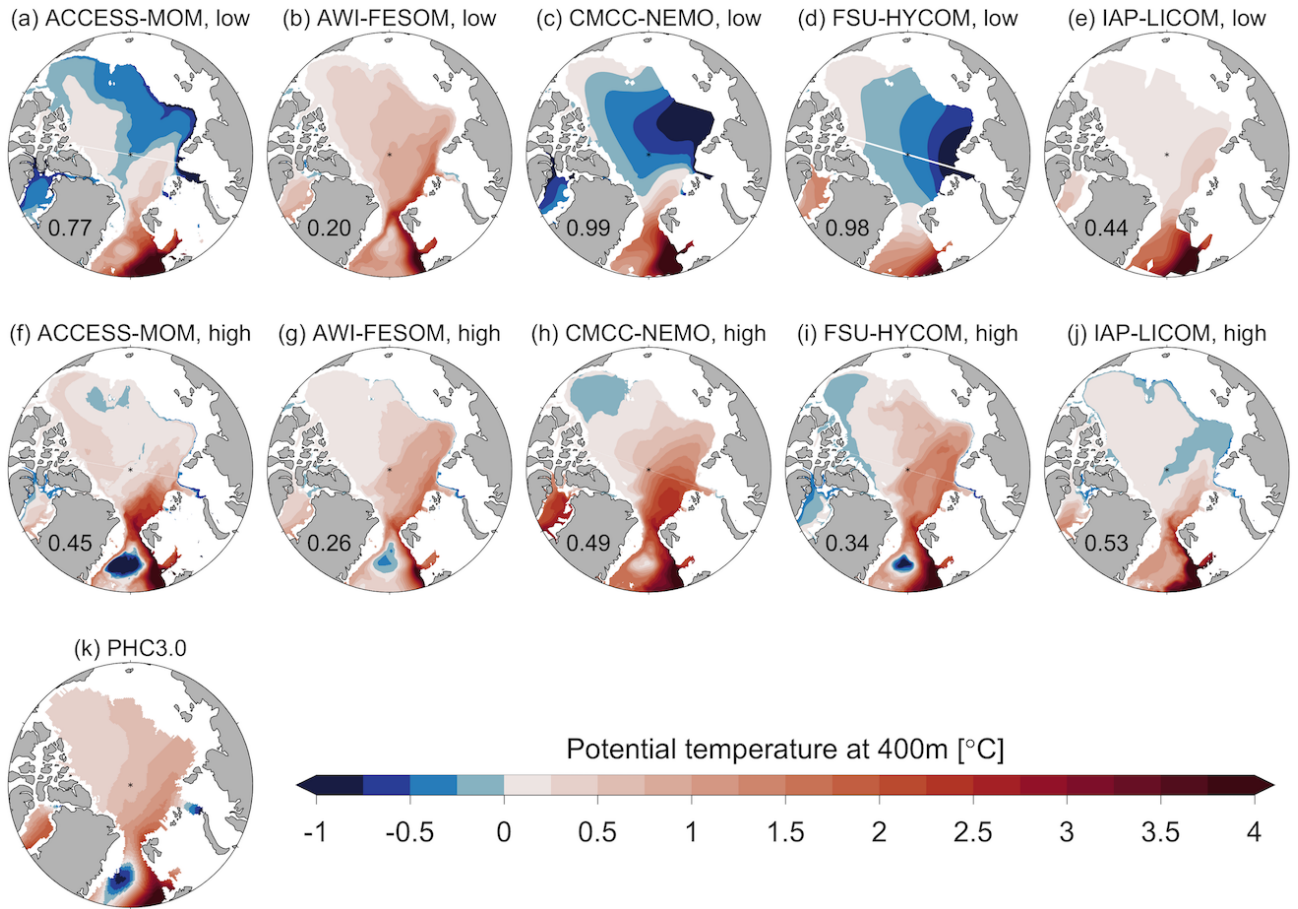 (a) ACCESS-MOM, low
(b) AWI-FESOM, low
(c) CMCC-NEMO, low
(d) FSU-HYCOM, low
(e) IAP-LICOM, low
0.77
0.20
0.99
0.98
0.44
(f) ACCESS-MOM, high
(g) AWI-FESOM, high
(h) CMCC-NEMO, high
(i) FSU-HYCOM, high
(j) IAP-LICOM, high
0.45
0.26
0.49
0.34
0.53
(k) PHC3.0
Potential temperature at 400m [°C]
-1 -0.5 0 0.5 1 1.5 2 2.5 3 3.5 4